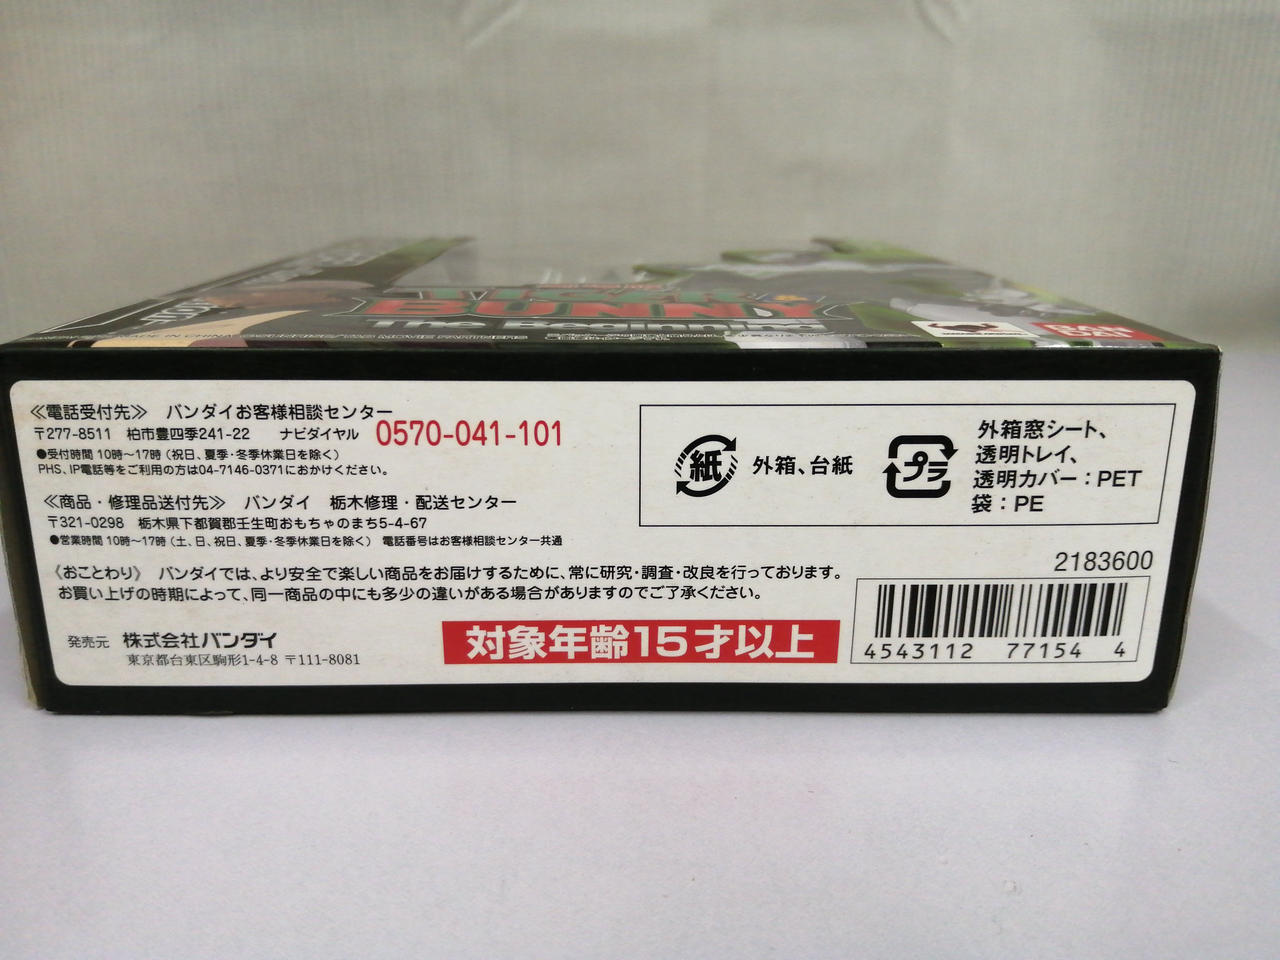 TIGER &
BUNNY
The Beginning
MADE IN CHINA
BAN
DAI
≪電話受付先≫ バンダイお客様相談センター
〒277-8511 柏市豊四季241-22 ナビダイヤル 0570-041-101
●受付時間 10時～17時(祝日、夏季・冬季休業日を除く)
PHS、IP電話等をご利用の方は04-7146-0371におかけください。
≪商品・修理品送付先≫ バンダイ 栃木修理・配送センター
〒321-0298 栃木県下都賀郡壬生町おもちゃのまち5-4-67
●営業時間 10時～17時(土、日、祝日、夏季・冬季休業日を除く) 電話番号はお客様相談センター共通
《おことわり》 バンダイでは、より安全で楽しい商品をお届けするために、常に研究・調査・改良を行っております。
お買い上げの時期によって、同一商品の中にも多少の違いがある場合がありますのでご了承ください。
発売元 株式会社バンダイ
東京都台東区駒形1-4-8 〒111-8081
対象年齢15才以上
紙 外箱、台紙
プラ
外箱窓シート、
透明トレイ、
透明カバー：PET
袋：PE
2183600
4543112 77154 4